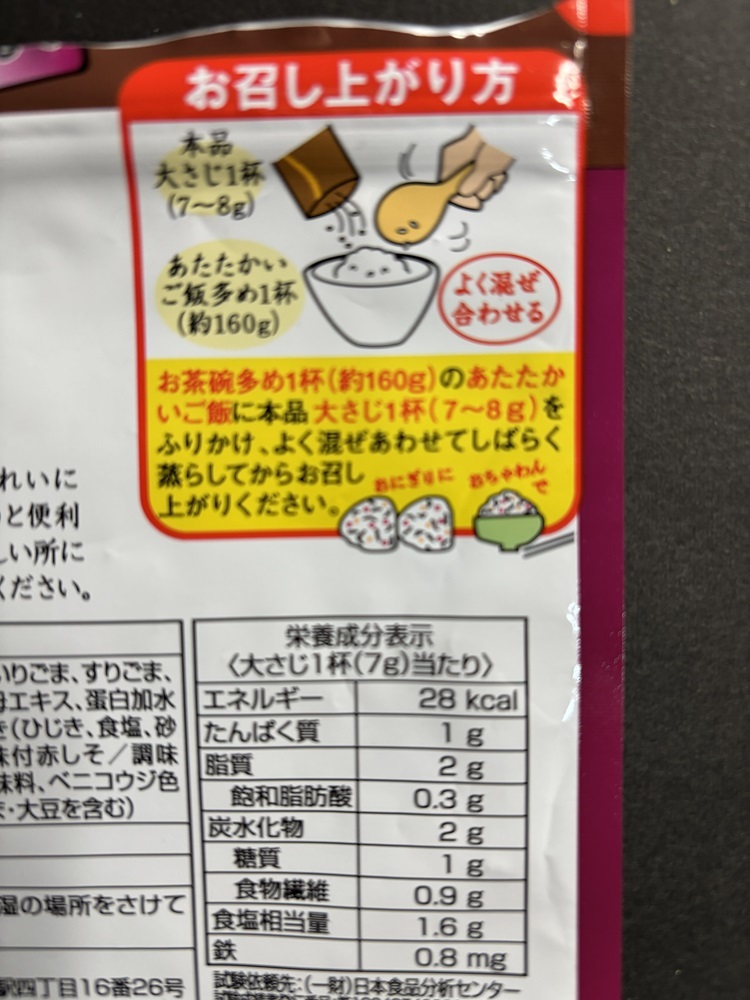 お召し上がり方
本品
大さじ1杯
(7〜8g)
あたたかい
ご飯多め1杯
(約160g)
よく混ぜ
合わせる
お茶碗多め1杯(約160g)のあたたか
いご飯に本品 大さじ1杯(7〜8g)を
ふりかけ、よく混ぜあわせてしばらく
蒸らしてからお召し
上がりください。
おにぎりに
おちゃわん
で
れいに
と便利
しい所に
ください。
いりごま、すりごま、
母エキス、蛋白加水
き(ひじき、食塩、砂
味付赤しそ/調味
味料、ベニコウジ色
ま・大豆を含む)
湿の場所をさけて
駅四丁目16番26号
栄養成分表示
〈大さじ1杯(7g)当たり〉
エネルギー 28 kcal
たんぱく質 1 g
脂質 2 g
飽和脂肪酸 0.3 g
炭水化物 2 g
糖質 1 g
食物繊維 0.9 g
食塩相当量 1.6 g
鉄 0.8 mg
試験依頼先:(一財)日本食品分析センター